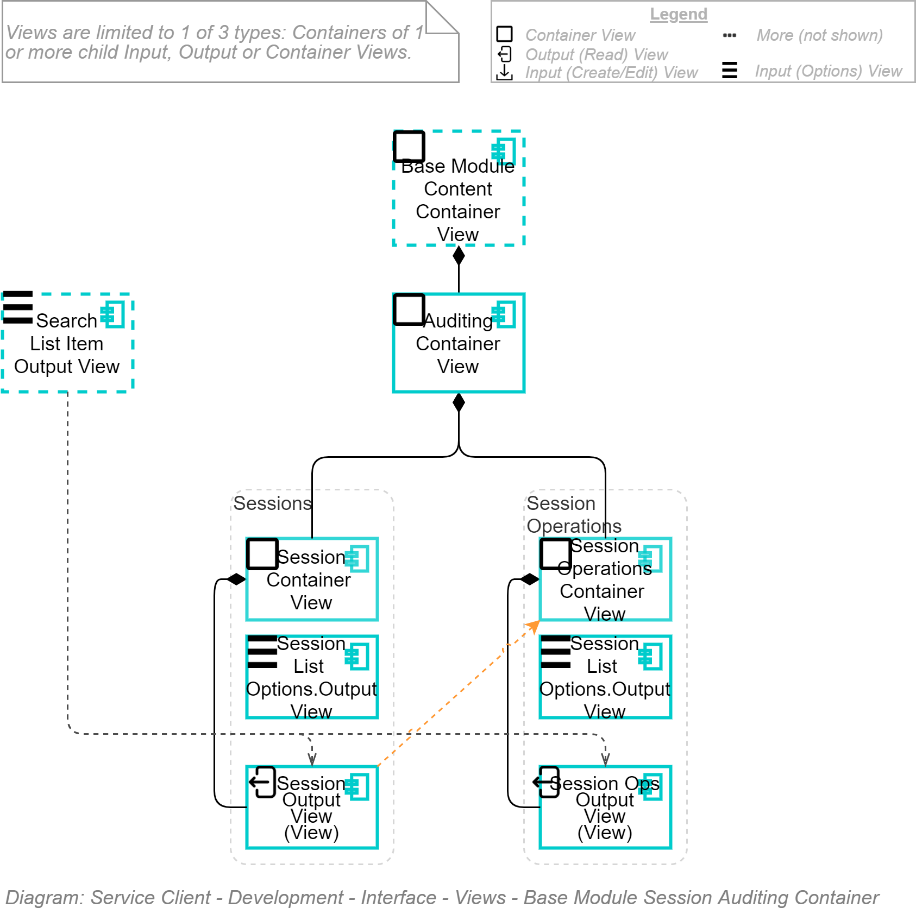 Views are limited to 1 of 3 types: Containers of 1
or more child Input, Output or Container Views.
Legend
Container View
More (not shown)
Output (Read) View
Input (Create/Edit) View
Input (Options) View
Base Module
Content
Container
View
Search
List Item
Output View
Auditing
Container
View
Sessions
Session
Container
View
Session
List
Options.Output
View
Session
Output
View
(View)
Session
Operations
Session
Operations
Container
View
Session
List
Options.Output
View
Session Ops
Output
View
(View)
Diagram: Service Client - Development - Interface - Views - Base Module Session Auditing Container